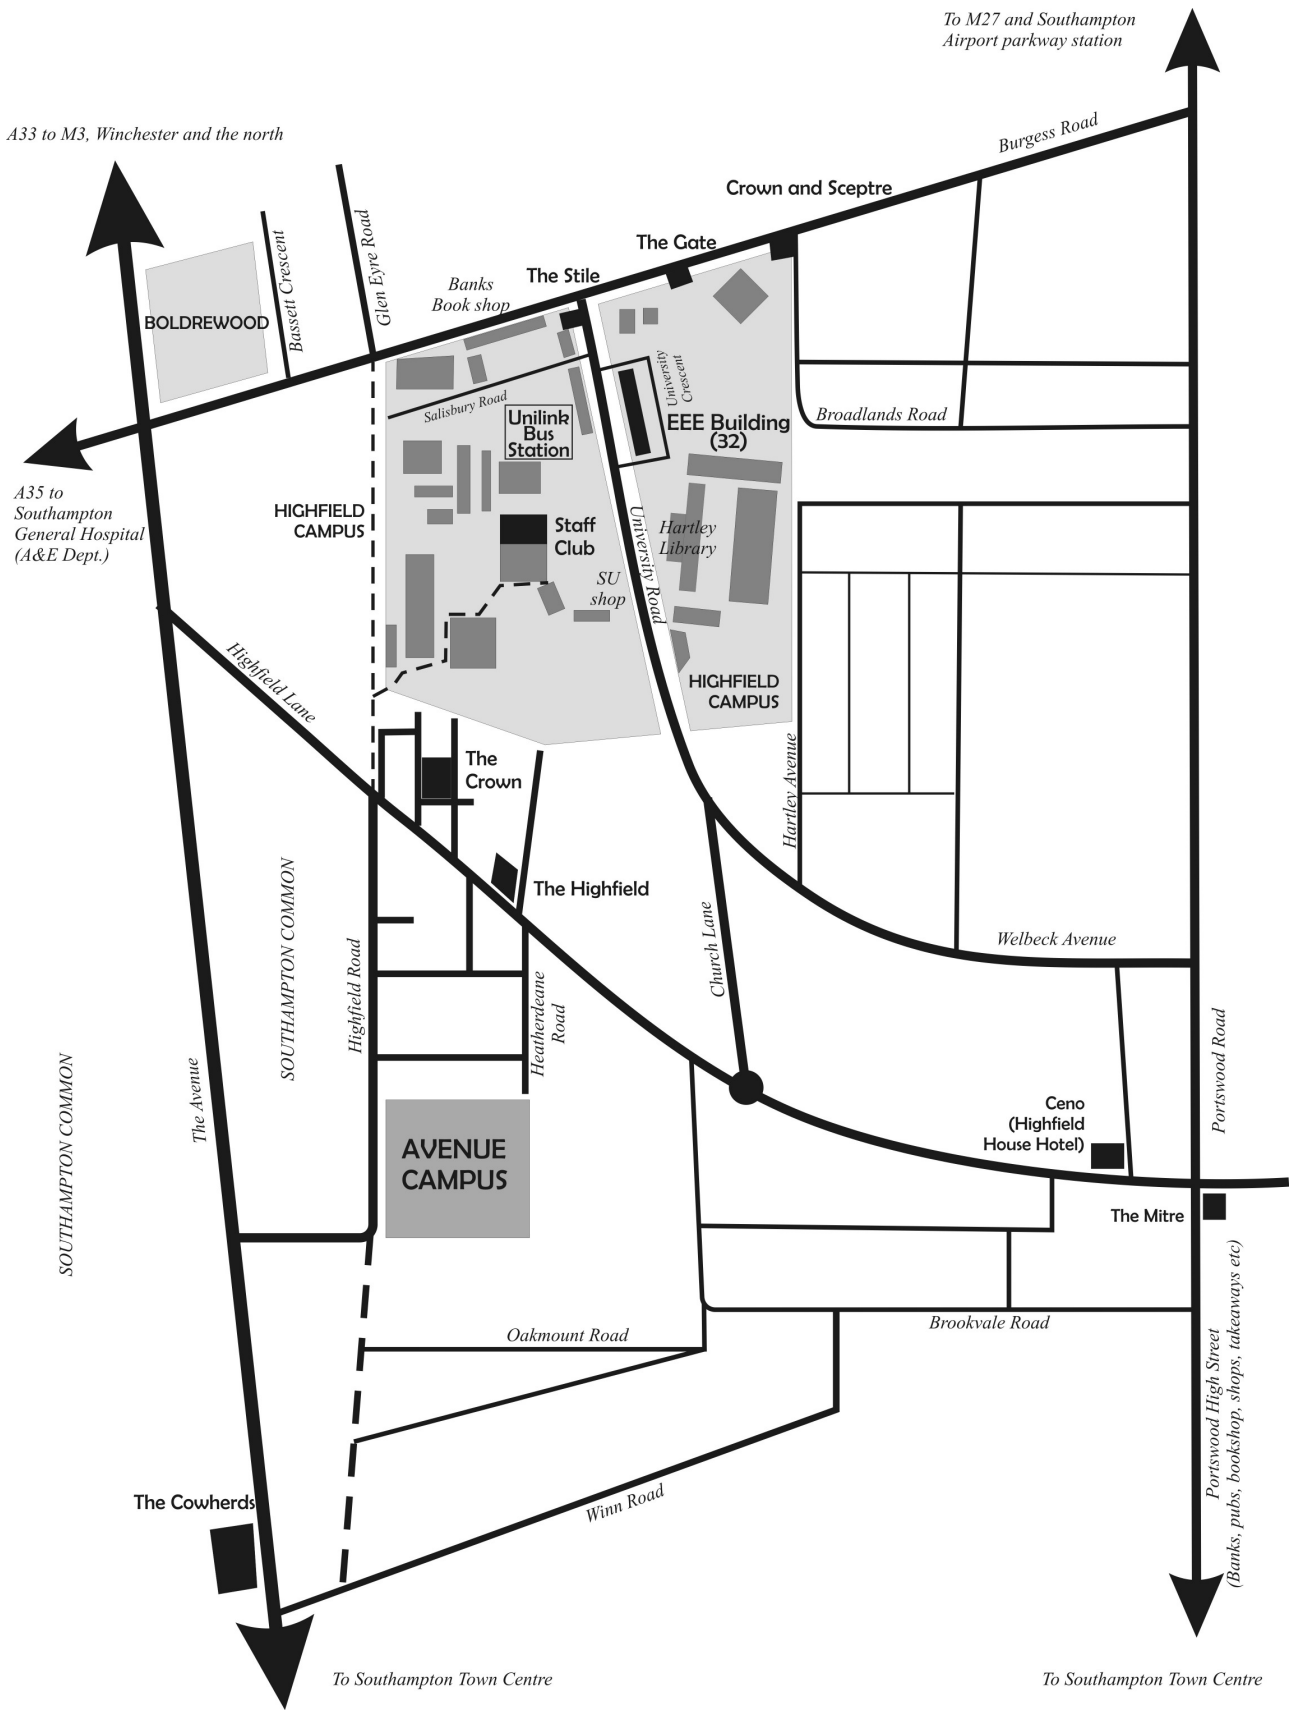 To M27 and Southampton
Airport parkway station
A33 to M3, Winchester and the north
Burgess Road
Crown and Sceptre
The Gate
The Stile
Banks
Book shop
Glen Eyre Road
Bassett Crescent
BOLDREWOOD
University
Crescent
Salisbury Road
Unilink
Bus
Station
EEE Building
(32)
Broadlands Road
A35 to
Southampton
General Hospital
(A&E Dept.)
HIGHFIELD
CAMPUS
Staff
Club
University Road
Hartley
Library
SU
shop
Highfield Lane
HIGHFIELD
CAMPUS
The
Crown
Hartley Avenue
The Highfield
SOUTHAMPTON COMMON
Highfield Road
Church Lane
Welbeck Avenue
Heatherdeane
Road
SOUTHAMPTON COMMON
The Avenue
Portswood Road
Ceno
(Highfield
House Hotel)
AVENUE
CAMPUS
The Mitre
Oakmount Road
Brookvale Road
Portswood High Street
(Banks, pubs, bookshop, shops, takeaways etc)
The Cowherds
Winn Road
To Southampton Town Centre
To Southampton Town Centre